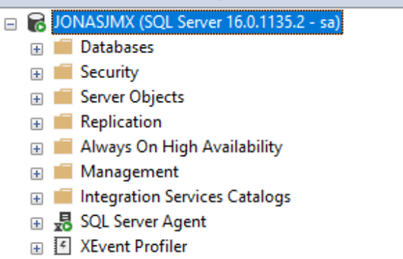 JONASJMX (SQL Server 16.0.1135.2 - sa)
Databases
Security
Server Objects
Replication
Always On High Availability
Management
Integration Services Catalogs
SQL Server Agent
XEvent Profiler